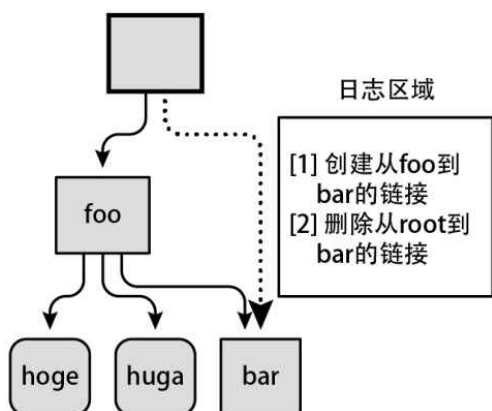 日志区域
[1] 创建从foo到
bar的链接
[2] 删除从root到
bar的链接
foo
hoge
huga
bar